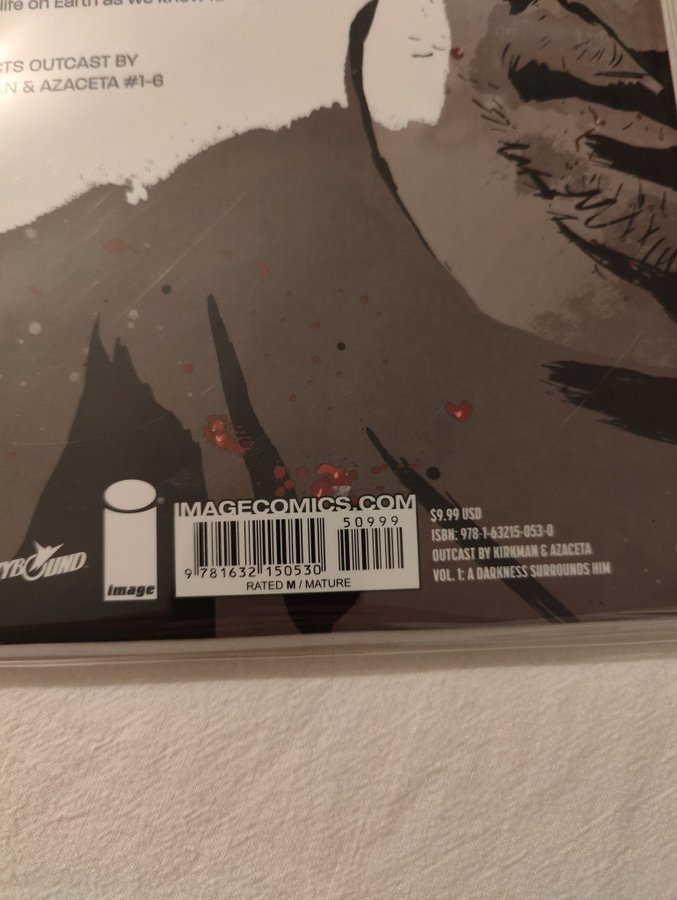 life on Earth as we know
CTS OUTCAST BY
AN & AZACETA #1-6
YBOUND
image
IMAGECOMICS.COM
50999
9 781632 150530
RATED M / MATURE
$9.99 USD
ISBN: 978-1-63215-053-0
OUTCAST BY KIRKMAN & AZACETA
VOL. 1: A DARKNESS SURROUNDS HIM